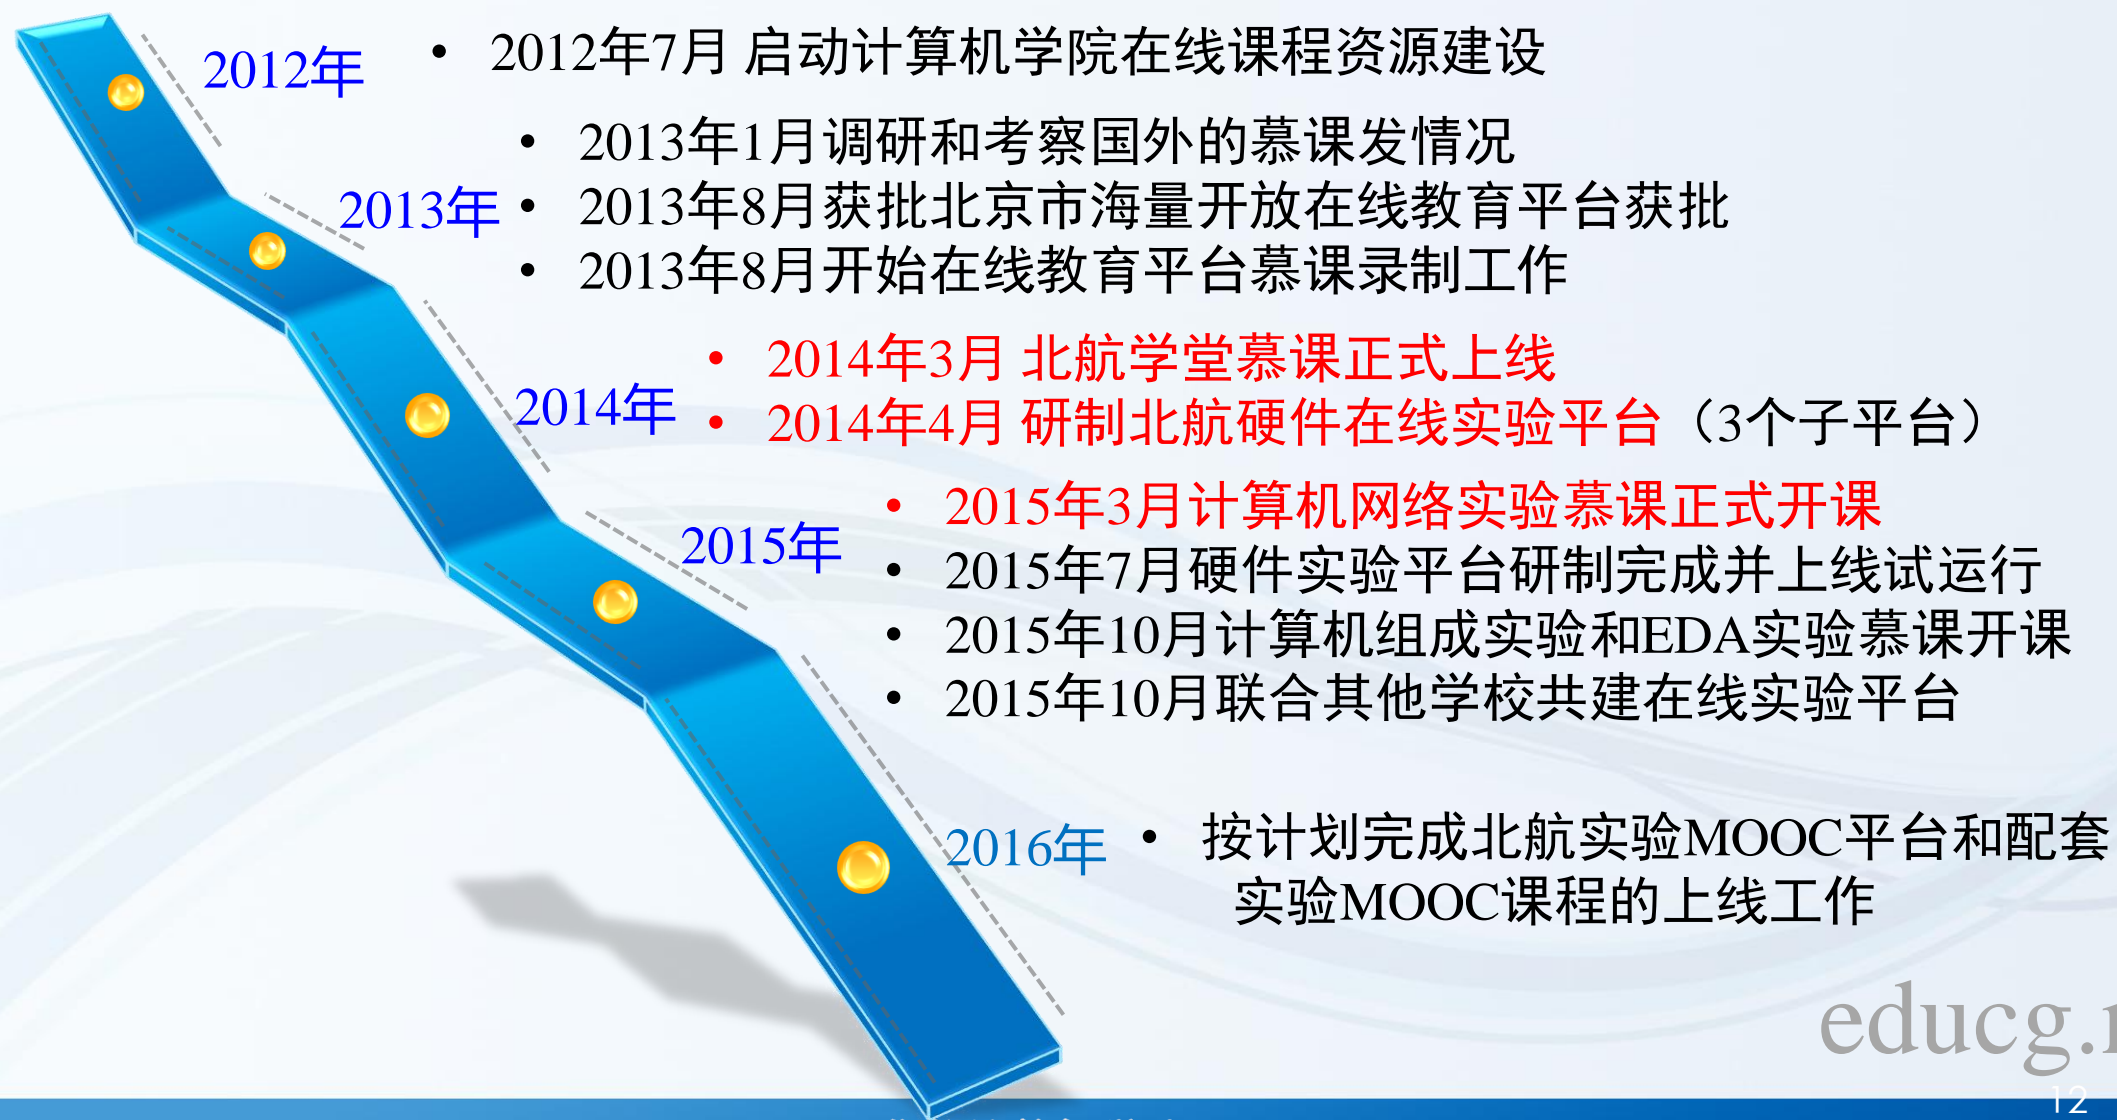 2012年
• 2012年7月 启动计算机学院在线课程资源建设
2013年
• 2013年1月调研和考察国外的慕课发情况
• 2013年8月获批北京市海量开放在线教育平台获批
• 2013年8月开始在线教育平台慕课录制工作
2014年
• 2014年3月 北航学堂慕课正式上线
• 2014年4月 研制北航硬件在线实验平台（3个子平台）
2015年
• 2015年3月计算机网络实验慕课正式开课
• 2015年7月硬件实验平台研制完成并上线试运行
• 2015年10月计算机组成实验和EDA实验慕课开课
• 2015年10月联合其他学校共建在线实验平台
2016年
• 按计划完成北航实验MOOC平台和配套
实验MOOC课程的上线工作
educg.
12